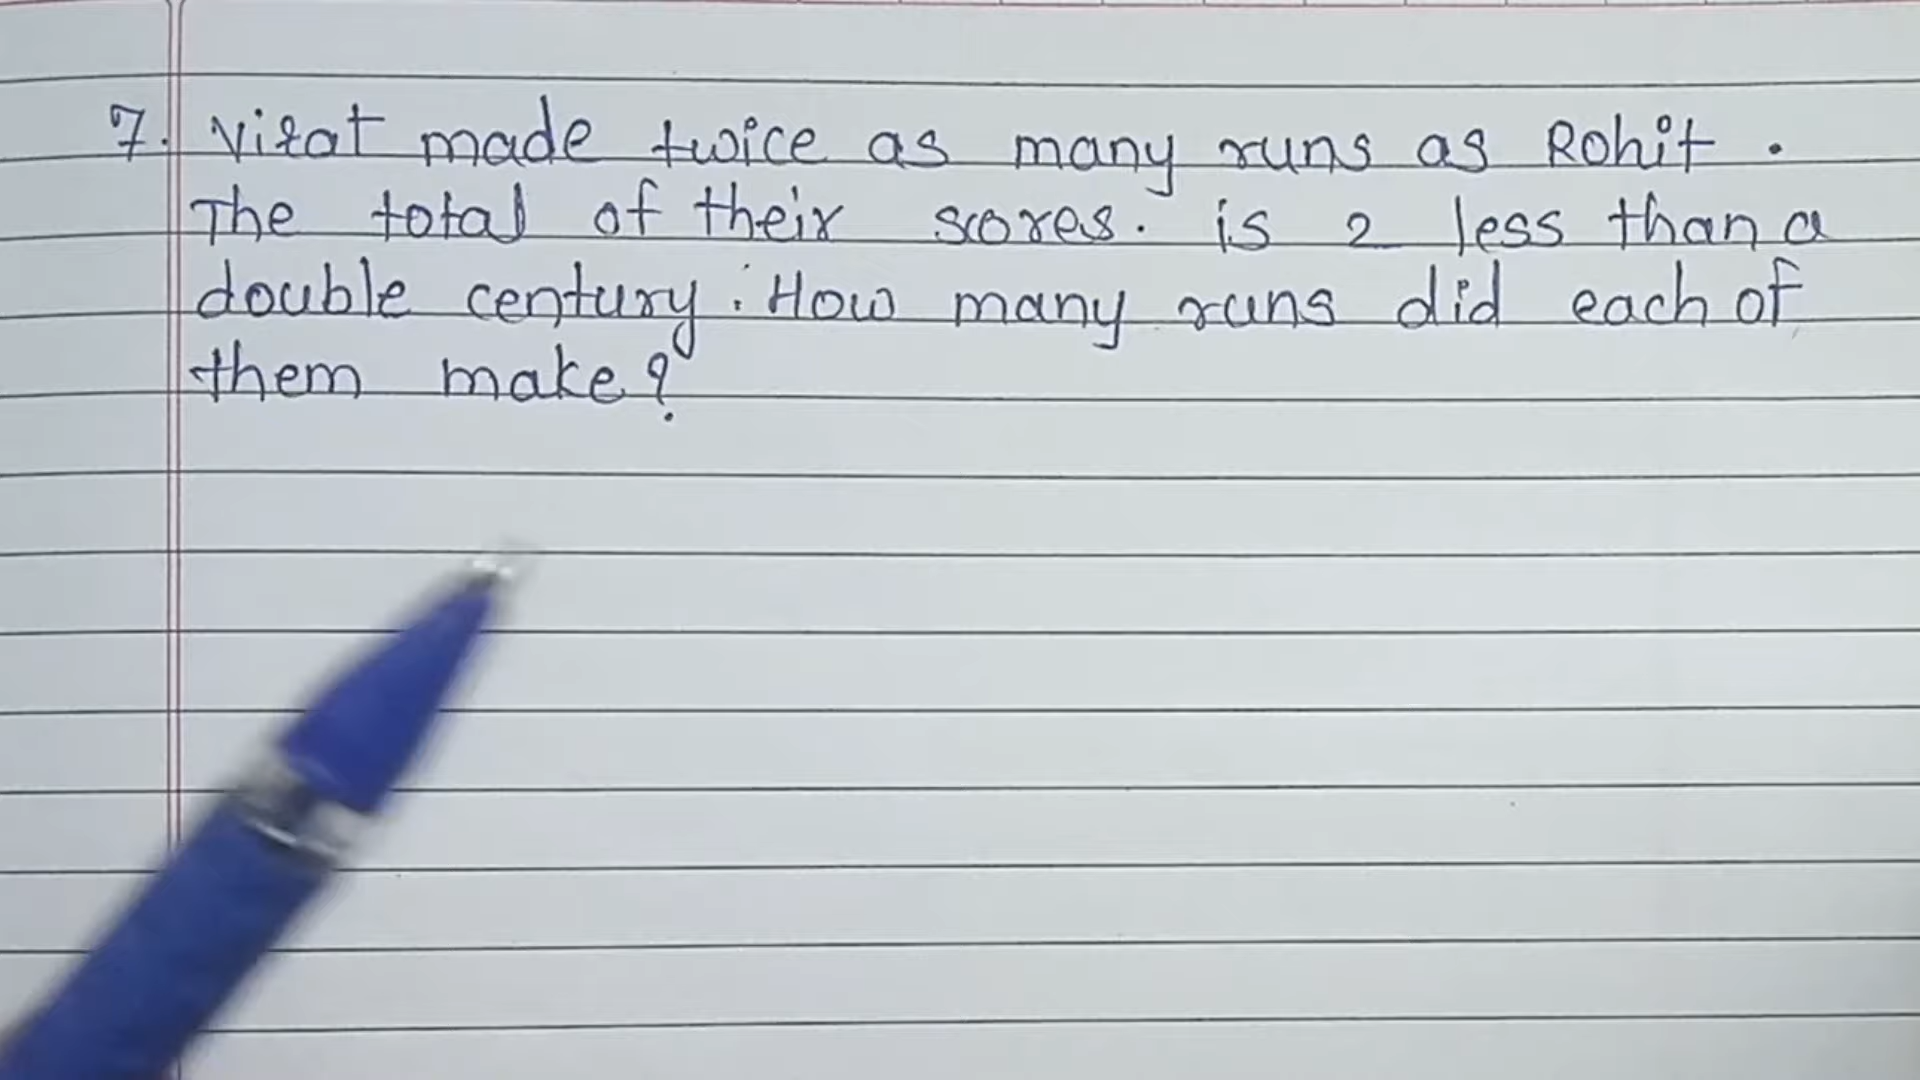 7. Virat made twice as many runs as Rohit.
The total of their scores. is 2 less than a
double century. How many runs did each of
them make?